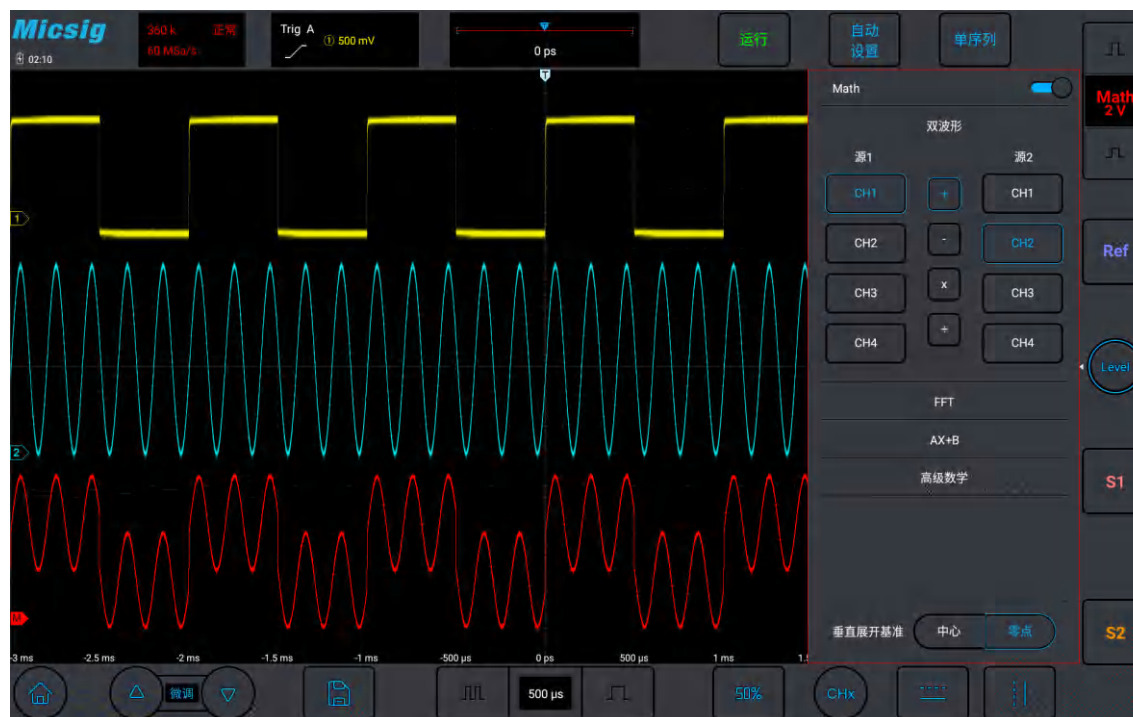 Micsig
02:10
360 k 正常
60 MSa/s
Trig A
① 500 mV
0 ps
运行
自动
设置
单序列
T
Math
双波形
源1 源2
CH1 + CH1
CH2 - CH2
CH3 x CH3
CH4 ÷ CH4
FFT
AX+B
高级数学
垂直展开基准 中心 零点
Math
2 V
Ref
Level
S1
S2
1
2
M
-3 ms -2.5 ms -2 ms -1.5 ms -1 ms -500 μs 0 ps 500 μs 1 ms 1.
微调
500 μs
50%
CHx